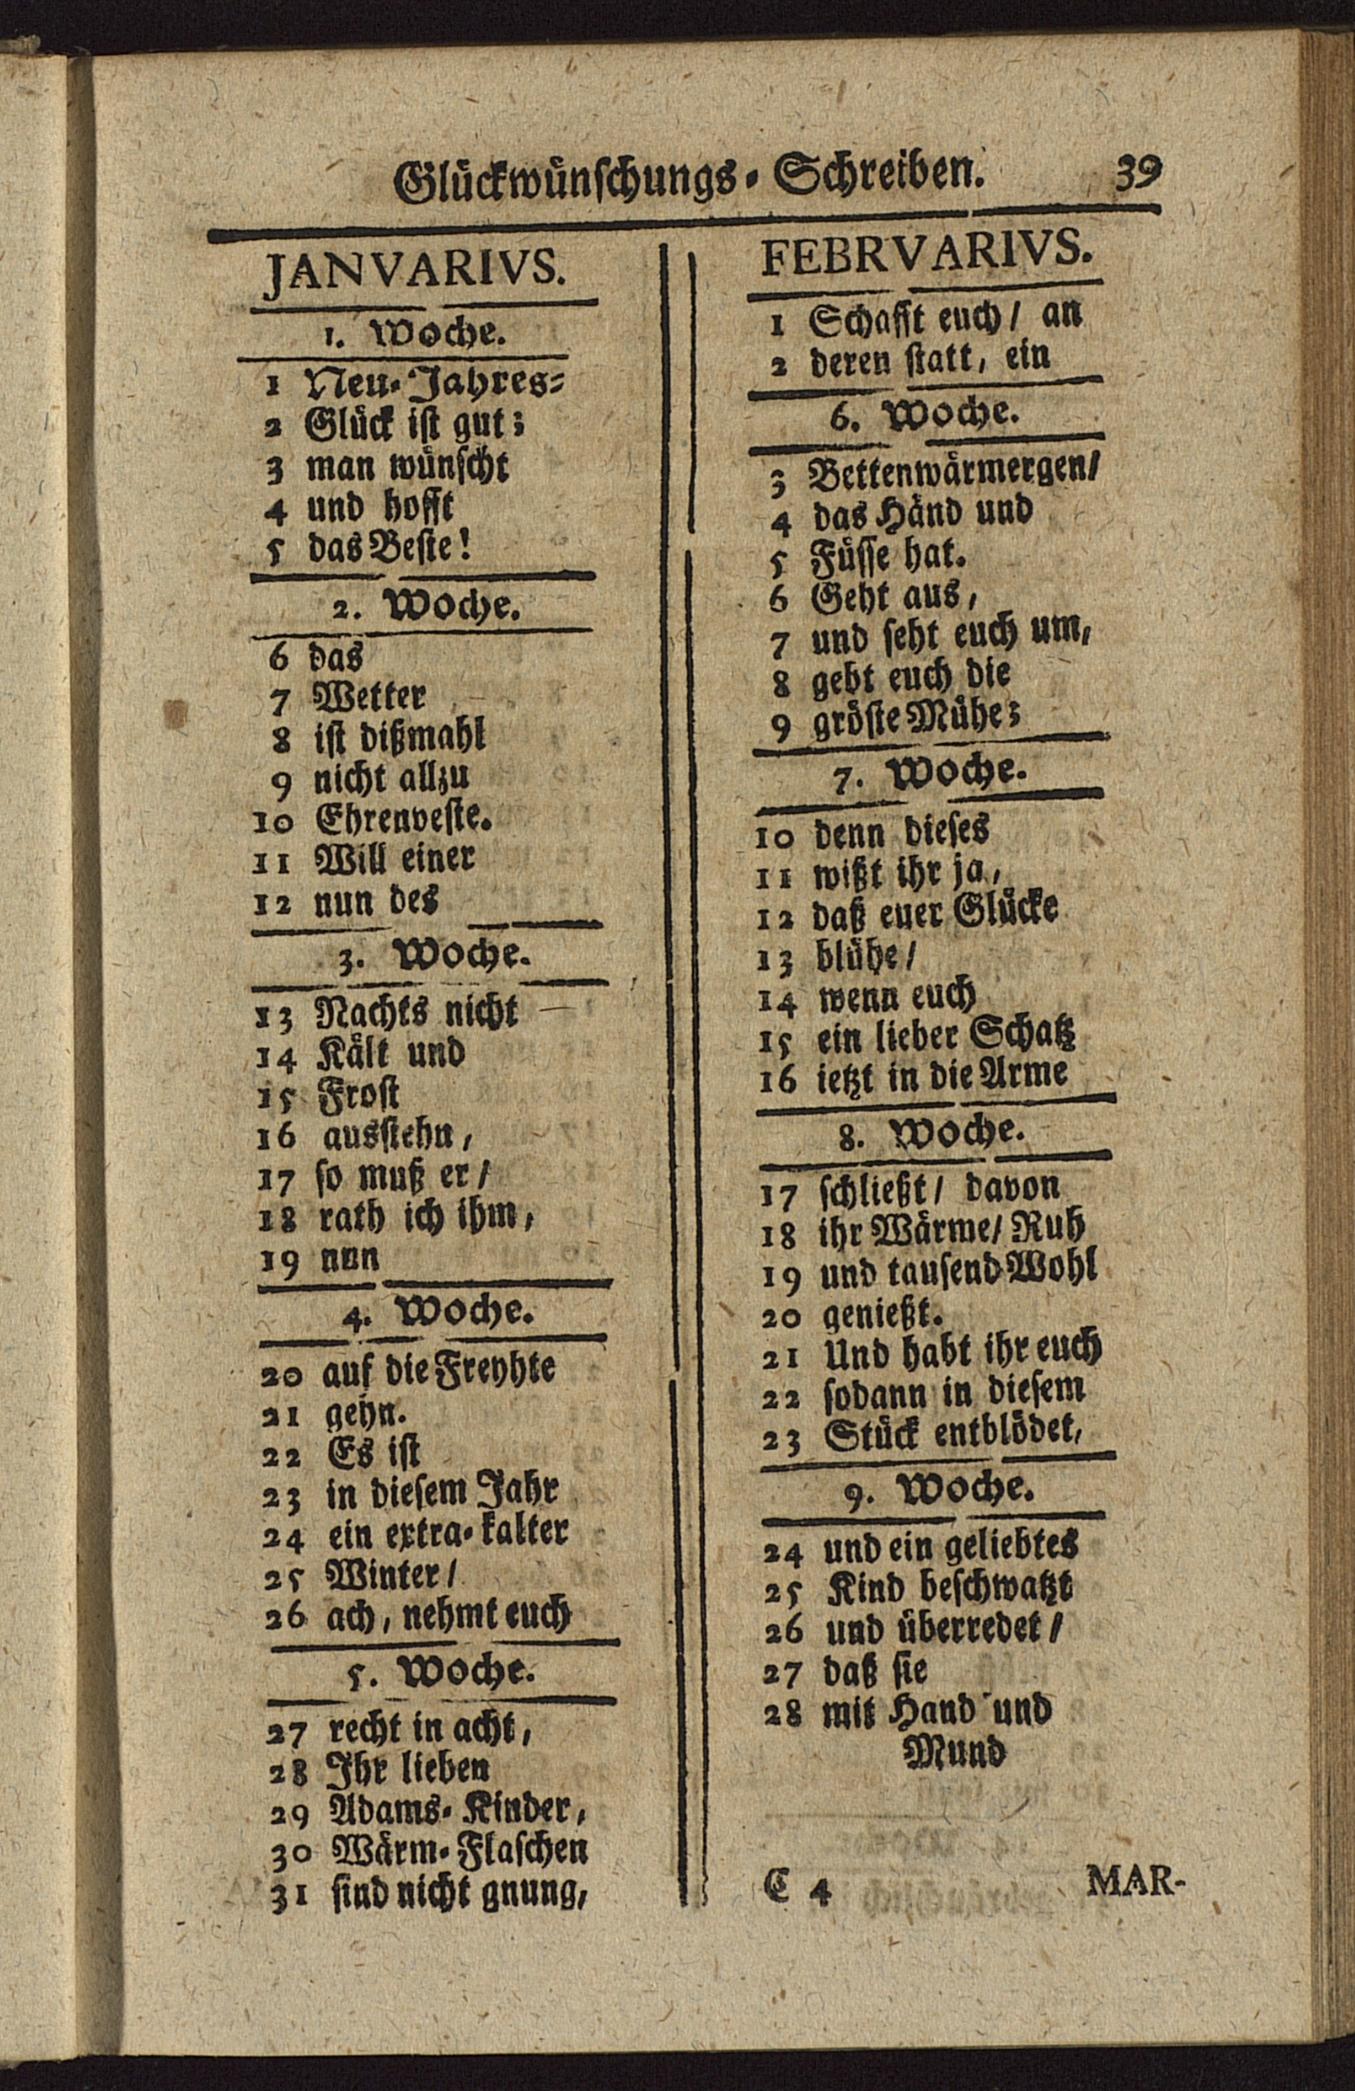 Glückwünschungs-Schreiben. 39
JANVARIVS.
1. Woche.
1 Neu-Jahres-
2 Glück ist gut;
3 man wünscht
4 und hofft
5 das Beste!
2. Woche.
6 das
7 Wetter
8 ist dißmahl
9 nicht allzu
10 Ehrenveste.
11 Will einer
12 nun des
3. Woche.
13 Nachts nicht
14 Kält und
15 Frost
16 ausstehn,
17 so muß er/
18 rath ich ihm,
19 nun
4. Woche.
20 auf die Freyhte
21 gehn.
22 Es ist
23 in diesem Jahr
24 ein extra-kalter
25 Winter/
26 ach, nehmt euch
5. Woche.
27 recht in acht,
28 Ihr lieben
29 Adams-Kinder,
30 Wärm-Flaschen
31 sind nicht gnung,
FEBRVARIVS.
1 Schafft euch/ an
2 deren statt, ein
6. Woche.
3 Bettenwärmergen/
4 das Händ und
5 Füsse hat.
6 Geht aus,
7 und seht euch um,
8 gebt euch die
9 gröste Mühe;
7. Woche.
10 denn dieses
11 wißt ihr ja,
12 daß euer Glücke
13 blühe/
14 wenn euch
15 ein lieber Schatz
16 ietzt in die Arme
8. Woche.
17 schließt/ davon
18 ihr Wärme/ Ruh
19 und tausend-Wohl
20 genießt.
21 Und habt ihr euch
22 sodann in diesem
23 Stück entblödet,
9. Woche.
24 und ein geliebtes
25 Kind beschwatzt
26 und überredet/
27 daß sie
28 mit Hand und
Mund
C 4 MAR-